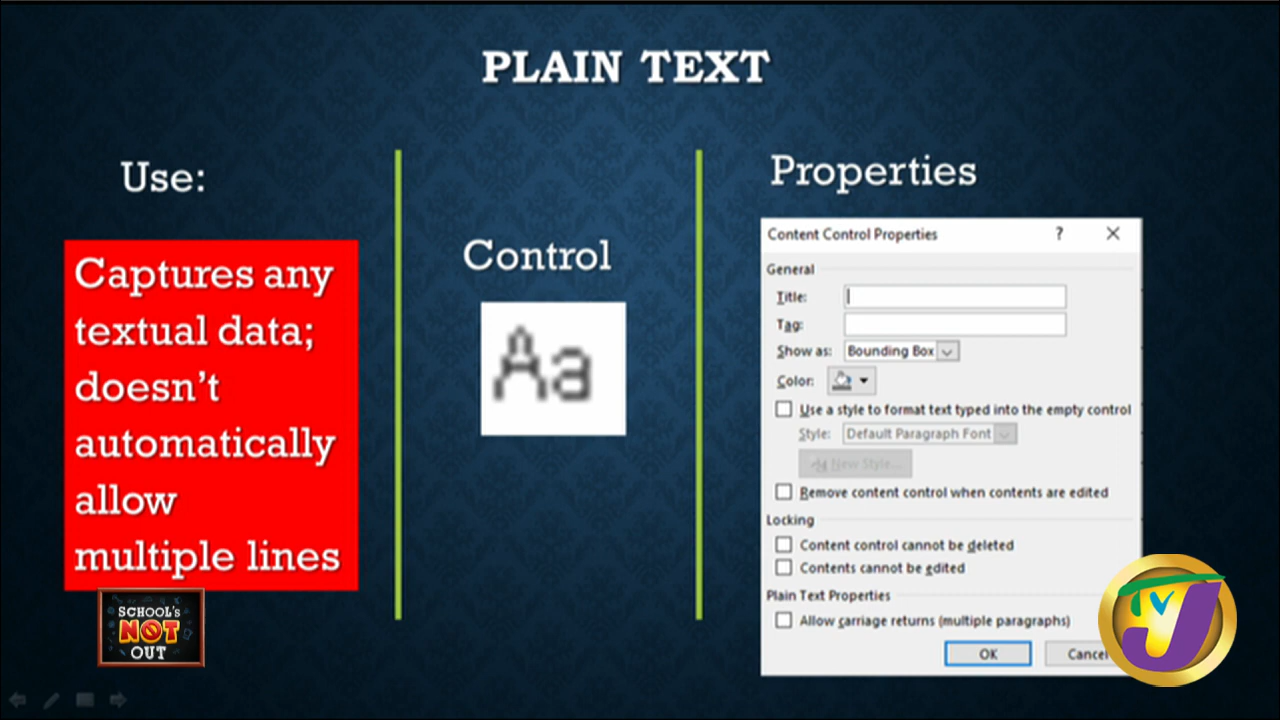 PLAIN TEXT
Use:
Captures any
textual data;
doesn't
automatically
allow
multiple lines
Control
Aa
Properties
Content Control Properties ?
General
Title:
Tag:
Show as: Bounding Box
Color:
Use a style to format text typed into the empty control
Style: Default Paragraph Font
New Style...
Remove content control when contents are edited
Locking
Content control cannot be deleted
Contents cannot be edited
Plain Text Properties
Allow carriage returns (multiple paragraphs)
OK Cancel
SCHOOL's
NOT
OUT
TVJ